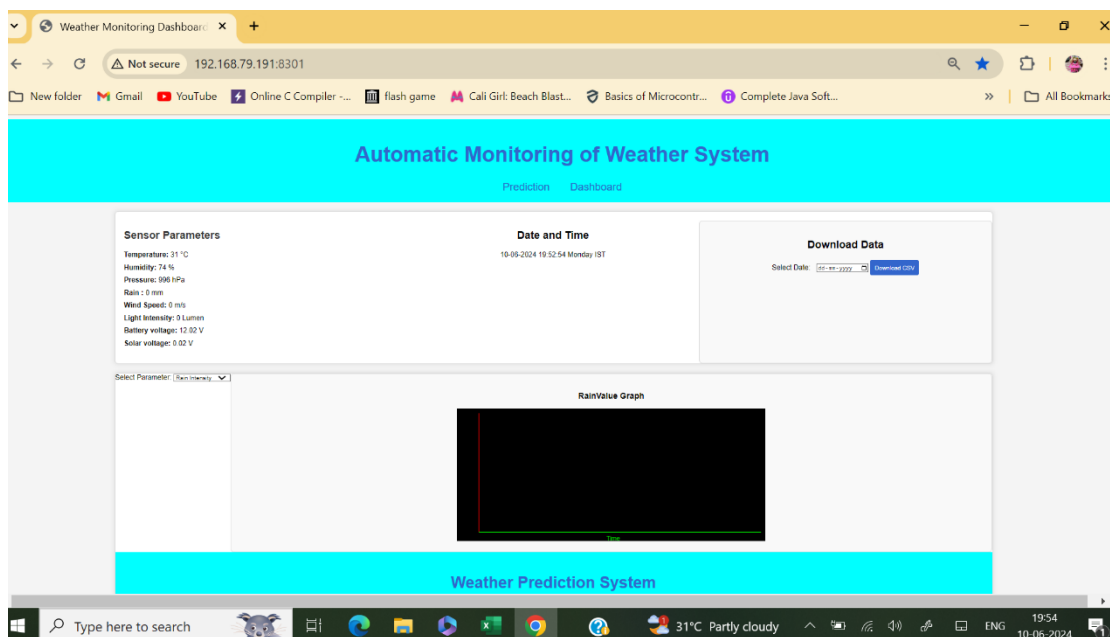 Weather Monitoring Dashboard
Not secure 192.168.79.191:8301
New folder Gmail YouTube Online C Compiler -... flash game Cali Girl: Beach Blast... Basics of Microcontr... Complete Java Soft... » All Bookmarks
Automatic Monitoring of Weather System
Prediction Dashboard
Sensor Parameters
Temperature: 31 °C
Humidity: 74 %
Pressure: 996 hPa
Rain : 0 mm
Wind Speed: 0 m/s
Light Intensity: 0 Lumen
Battery voltage: 12.02 V
Solar voltage: 0.02 V
Date and Time
10-06-2024 19:52:54 Monday IST
Download Data
Select Date: dd-mm-yyyy Download CSV
Select Parameter: Rain Intensity
RainValue Graph
Time
Weather Prediction System
Type here to search
31°C Partly cloudy
ENG
19:54
10-06-2024